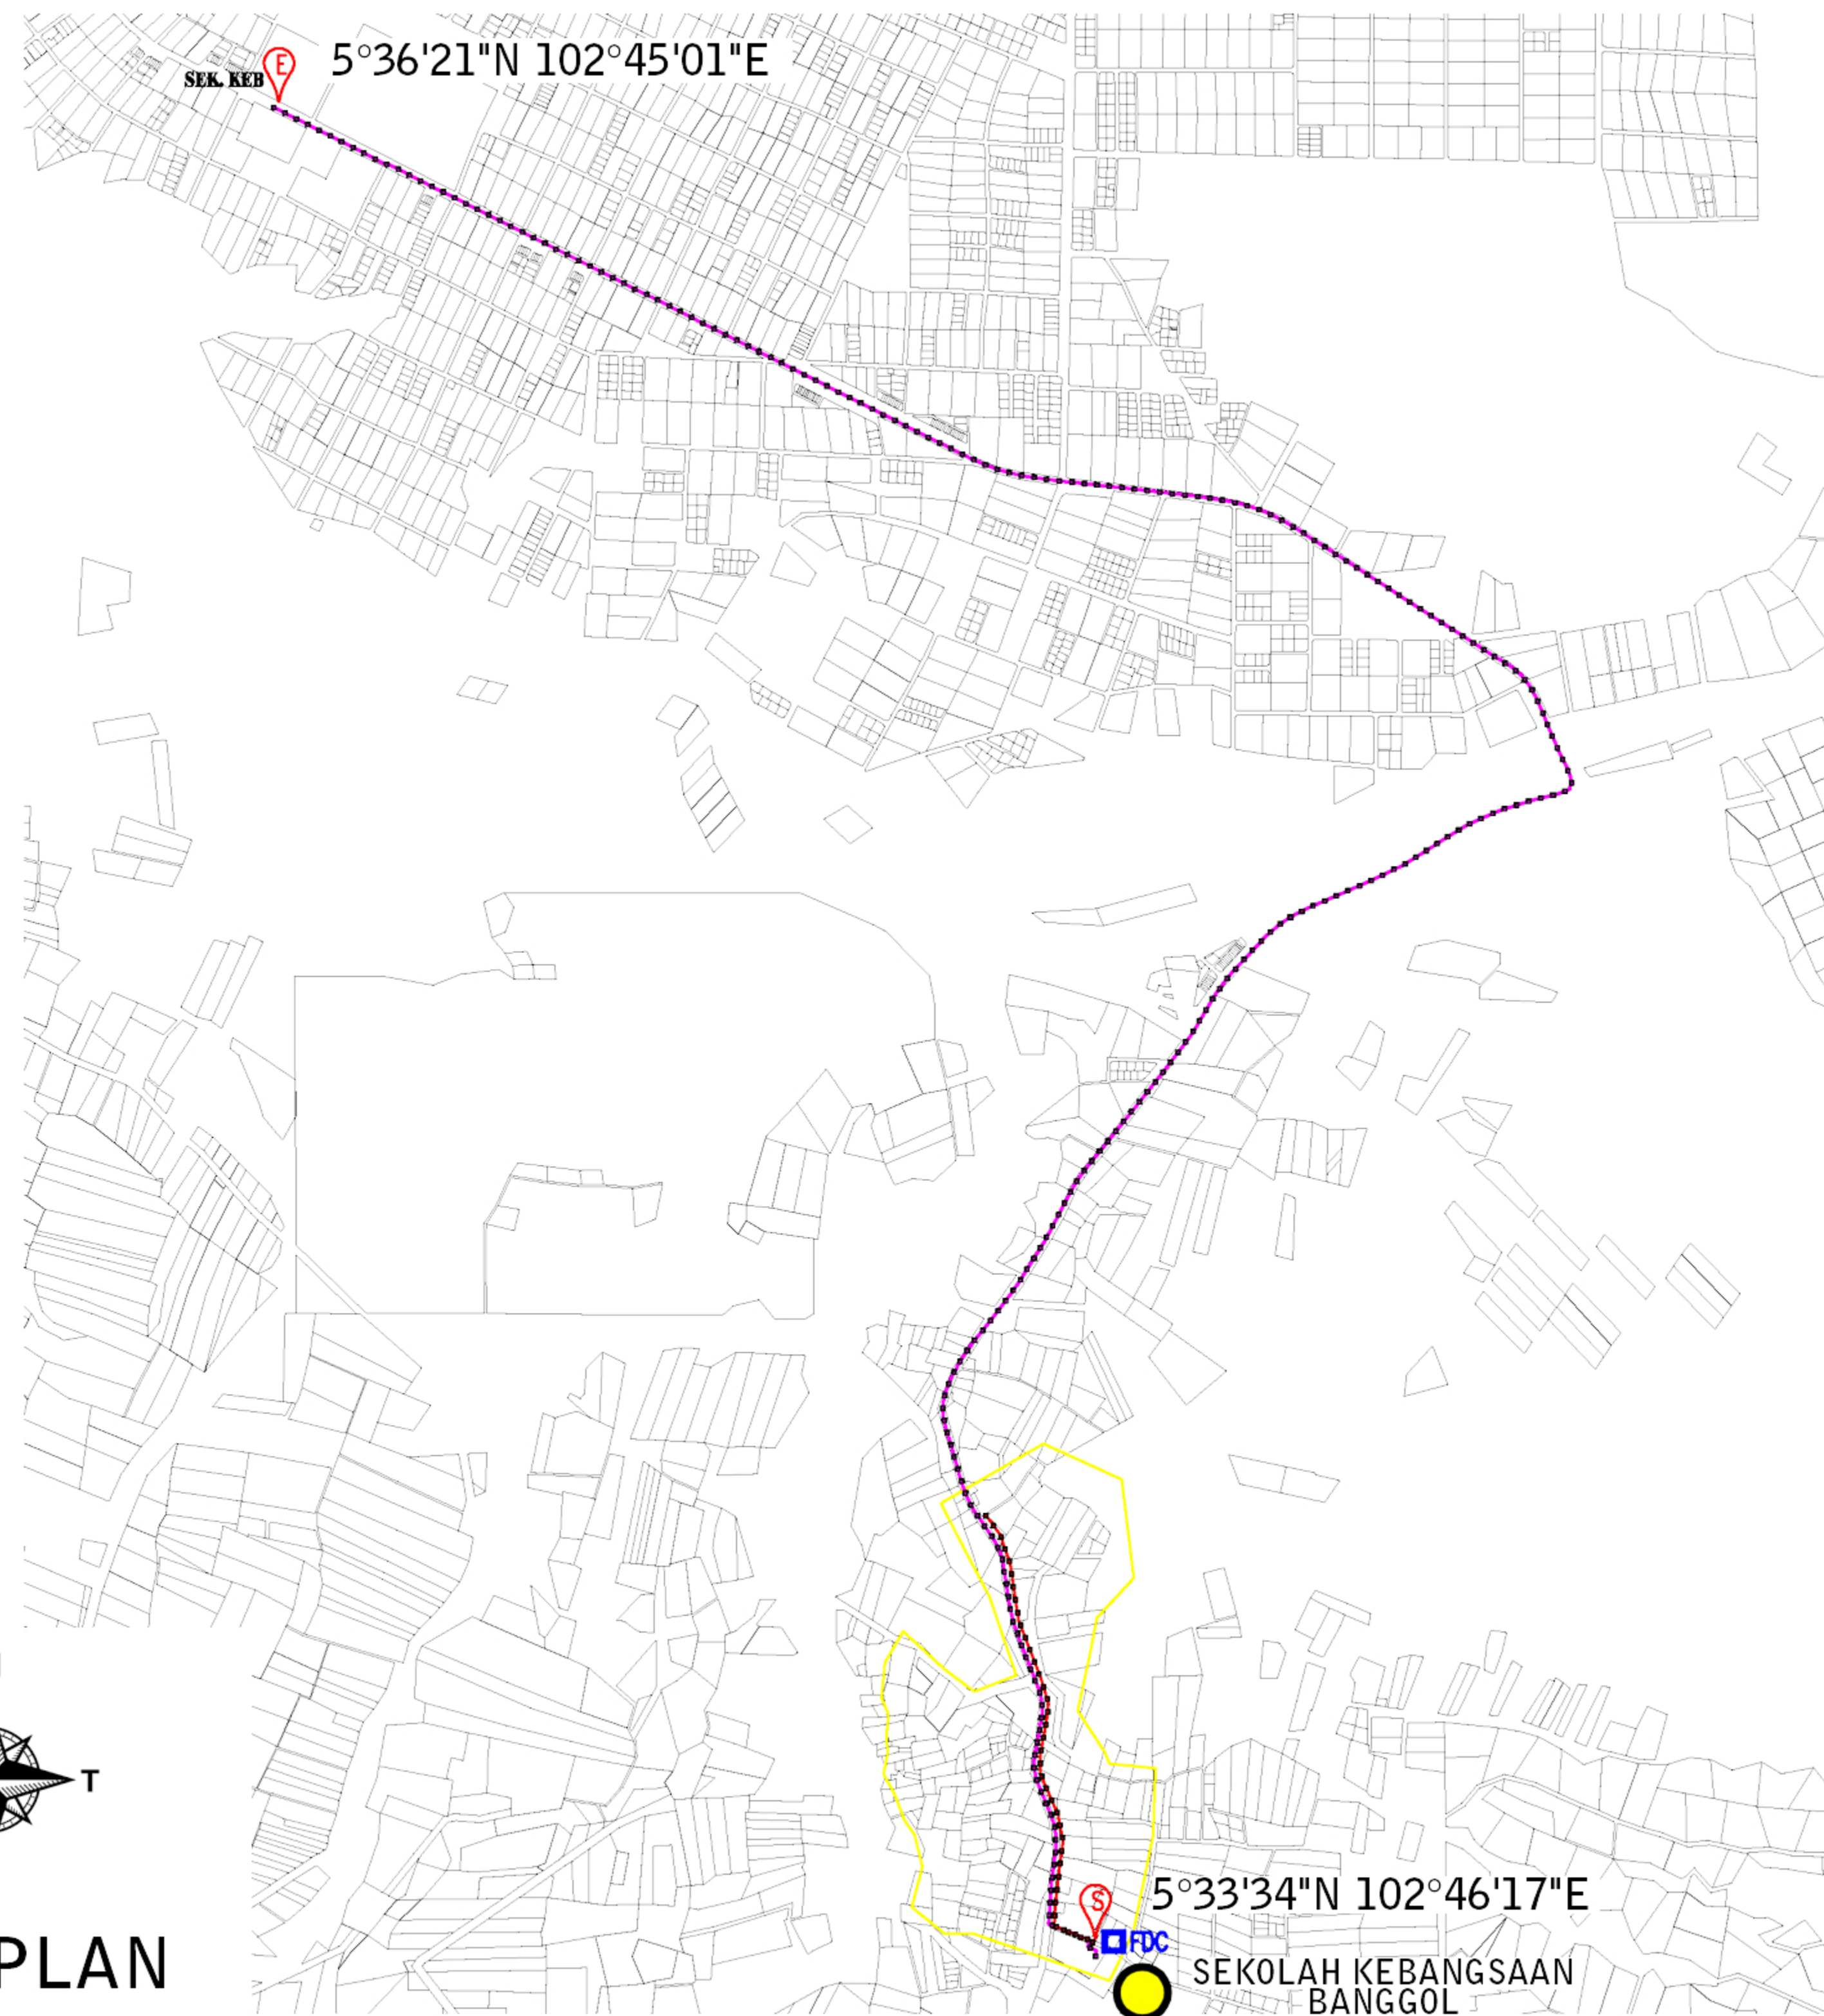 5°36'21"N 102°45'01"E
E
SEK. KEB
T
S
5°33'34"N 102°46'17"E
FDC
SEKOLAH KEBANGSAAN
BANGGOL
PLAN